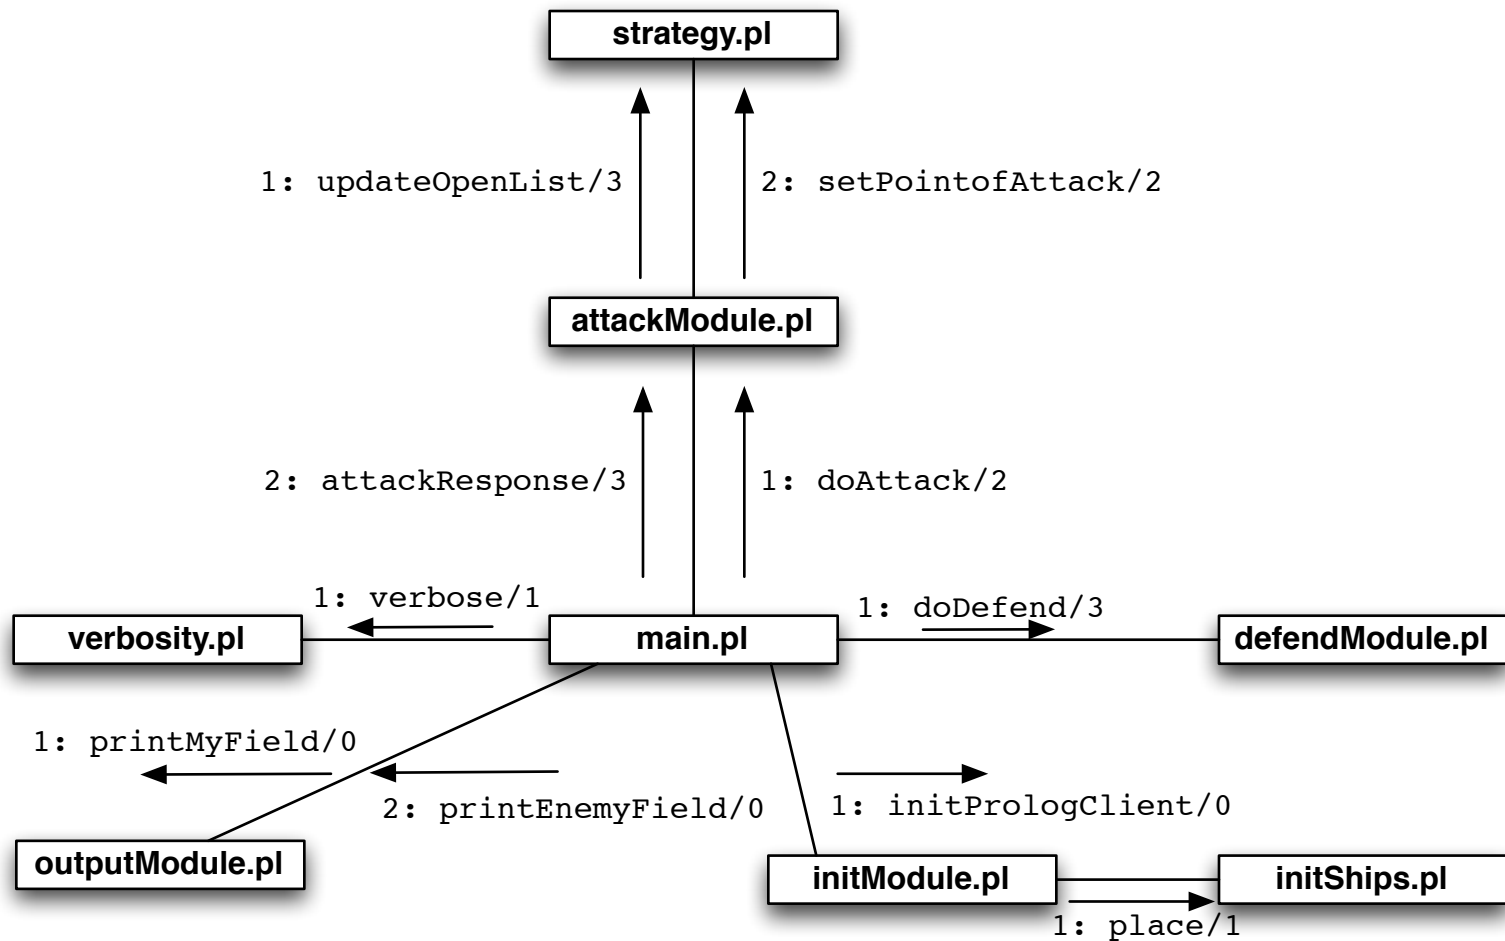 strategy.pl
1: updateOpenList/3
2: setPointofAttack/2
attackModule.pl
2: attackResponse/3
1: doAttack/2
1: verbose/1
1: doDefend/3
verbosity.pl
main.pl
defendModule.pl
1: printMyField/0
2: printEnemyField/0
1: initPrologClient/0
outputModule.pl
initModule.pl
initShips.pl
1: place/1